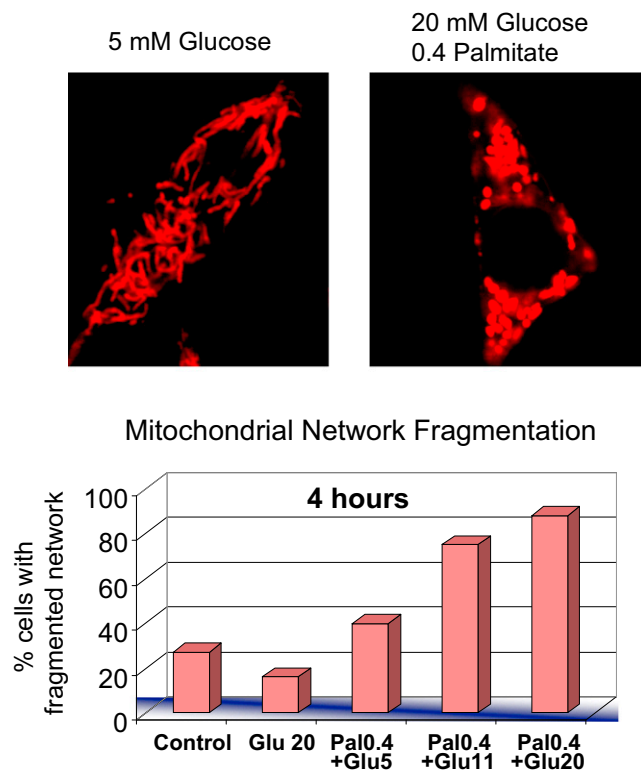 5 mM Glucose
20 mM Glucose
0.4 Palmitate
Mitochondrial Network Fragmentation
% cells with
fragmented network
100
80
60
40
20
0
4 hours
Control
Glu 20
Pal0.4
+Glu5
Pal0.4
+Glu11
Pal0.4
+Glu20